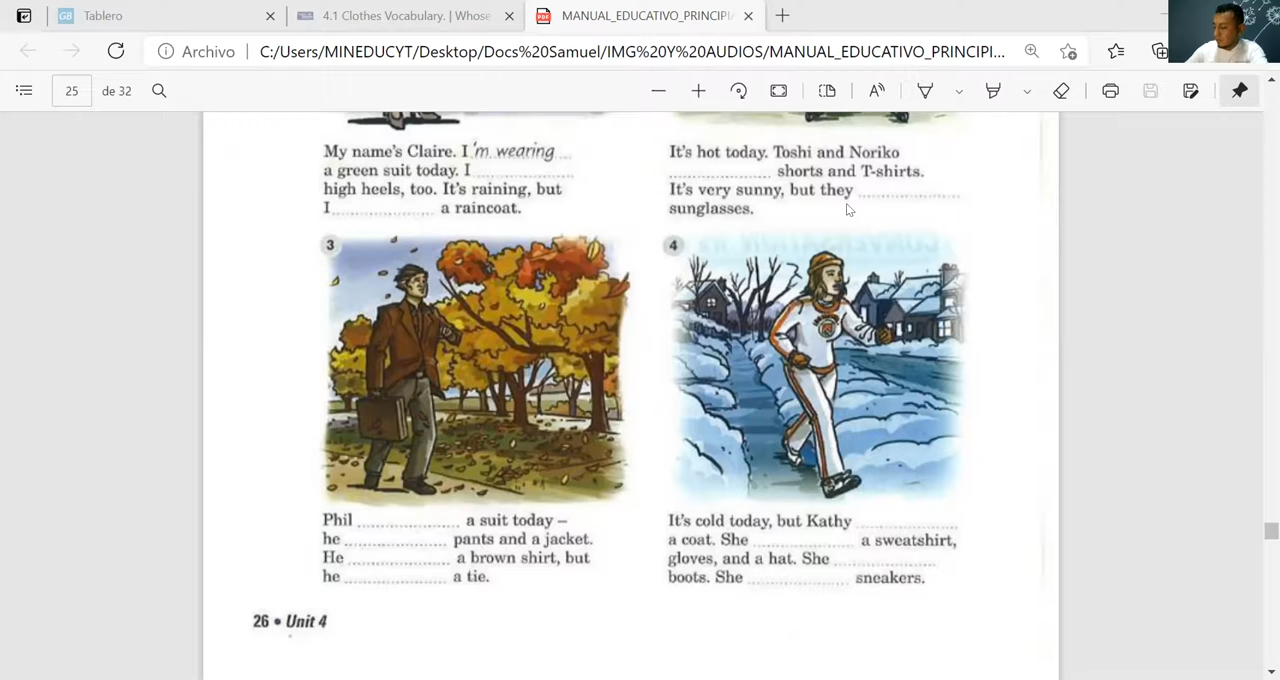 Tablero
4.1 Clothes Vocabulary. | Whose
MANUAL_EDUCATIVO_PRINCIPI
Archivo
C:/Users/MINEDUCYT/Desktop/Docs%20Samuel/IMG%20Y%20AUDIOS/MANUAL_EDUCATIVO_PRINCIPI...
25
de 32
My name's Claire. I 'm wearing
a green suit today. I
high heels, too. It's raining, but
I a raincoat.
It's hot today. Toshi and Noriko
shorts and T-shirts.
It's very sunny, but they
sunglasses.
3
4
Phil a suit today –
he pants and a jacket.
He a brown shirt, but
he a tie.
It's cold today, but Kathy
a coat. She a sweatshirt,
gloves, and a hat. She
boots. She sneakers.
26 • Unit 4